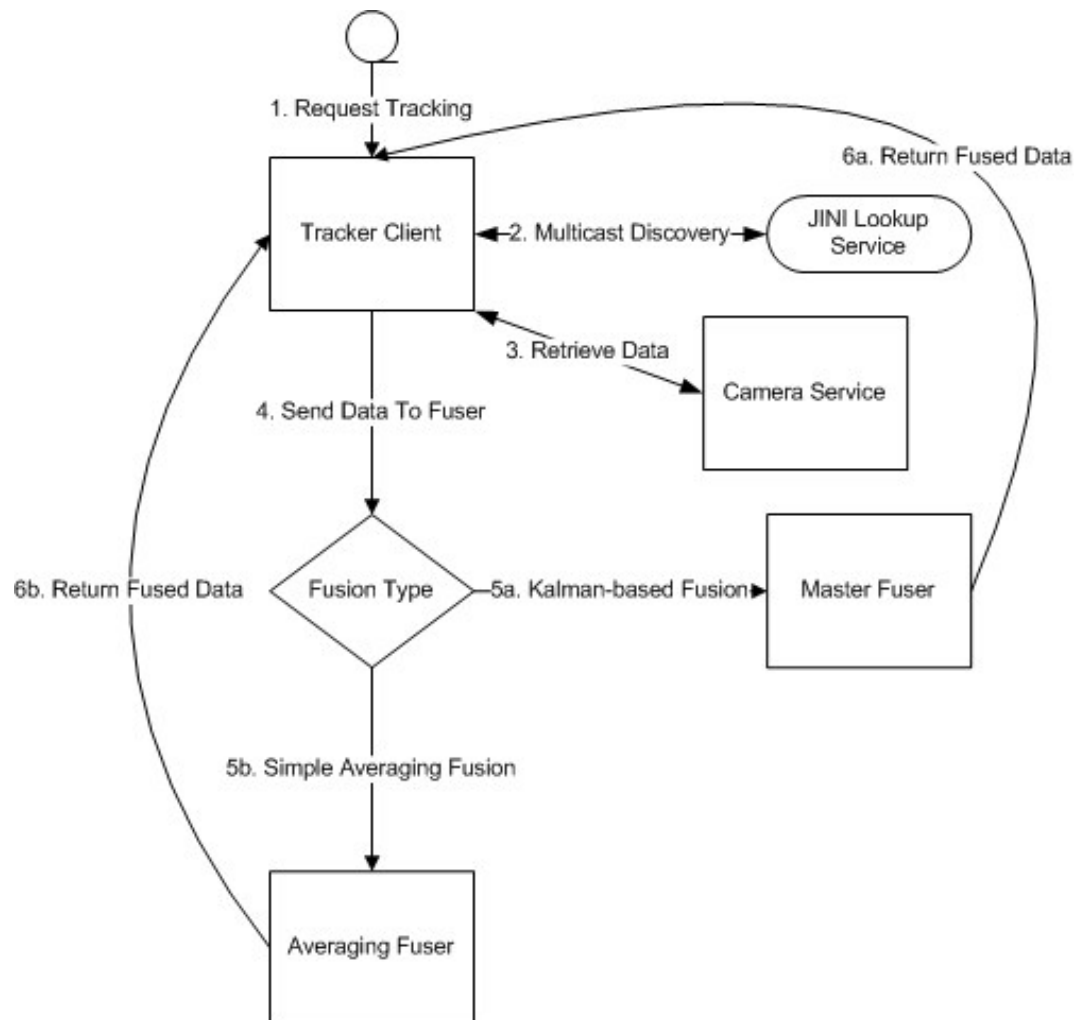 1. Request Tracking
6a. Return Fused Data
Tracker Client
2. Multicast Discovery
JINI Lookup
Service
3. Retrieve Data
Camera Service
4. Send Data To Fuser
6b. Return Fused Data
Fusion Type
5a. Kalman-based Fusion
Master Fuser
5b. Simple Averaging Fusion
Averaging Fuser